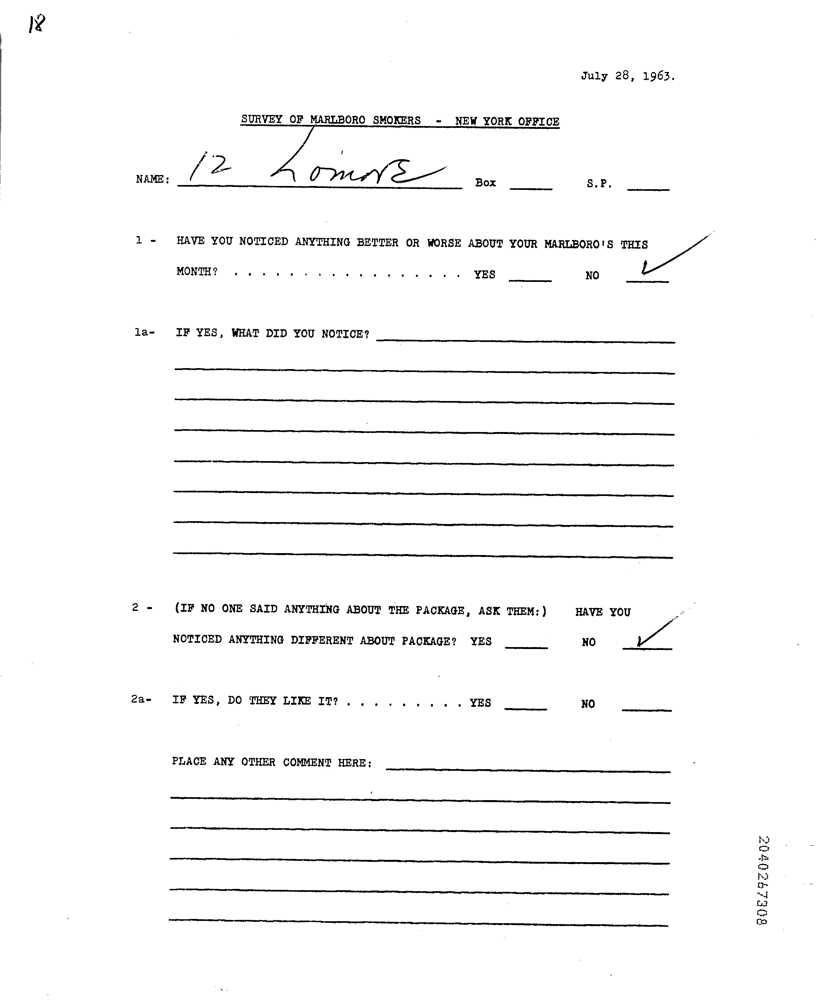 18
July 28, 1963.
SURVEY OF MARLBORO SMOKERS - NEW YORK OFFICE
NAME: 12 Box ____ S.P. ____
1 - HAVE YOU NOTICED ANYTHING BETTER OR WORSE ABOUT YOUR MARLBORO'S THIS
MONTH? . . . . . . . . . . . . . . . . . YES ____ NO ✓
1a- IF YES, WHAT DID YOU NOTICE?
2 - (IF NO ONE SAID ANYTHING ABOUT THE PACKAGE, ASK THEM:) HAVE YOU
NOTICED ANYTHING DIFFERENT ABOUT PACKAGE? YES ____ NO ✓
2a- IF YES, DO THEY LIKE IT? . . . . . . . . . YES ____ NO ____
PLACE ANY OTHER COMMENT HERE:
2040267308